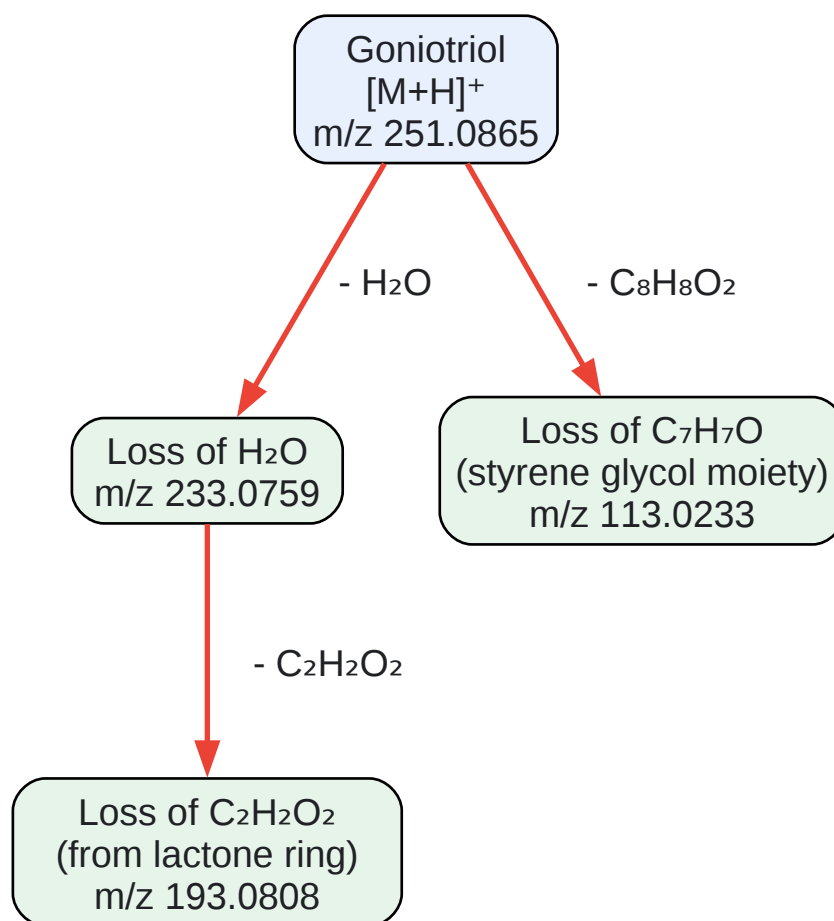 Goniotriol
[M+H]⁺
m/z 251.0865
- H₂O
- C₈H₈O₂
Loss of H₂O
m/z 233.0759
Loss of C₇H₇O
(styrene glycol moiety)
m/z 113.0233
- C₂H₂O₂
Loss of C₂H₂O₂
(from lactone ring)
m/z 193.0808